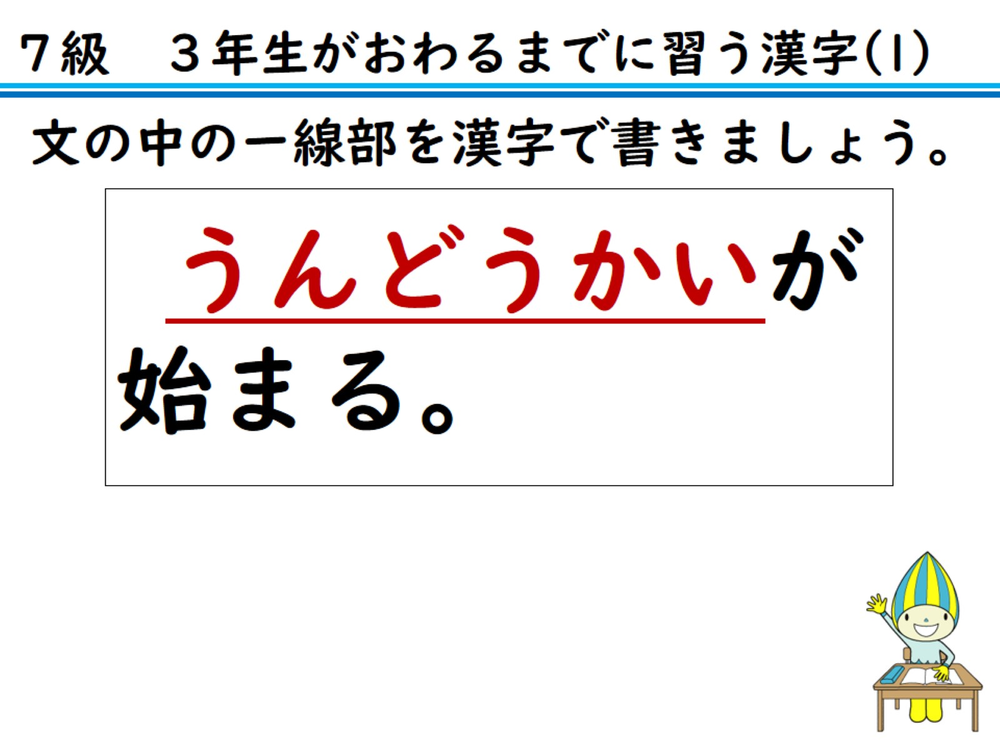 ７級　３年生がおわるまでに習う漢字(1)
文の中の一線部を漢字で書きましょう。
うんどうかいが
始まる。